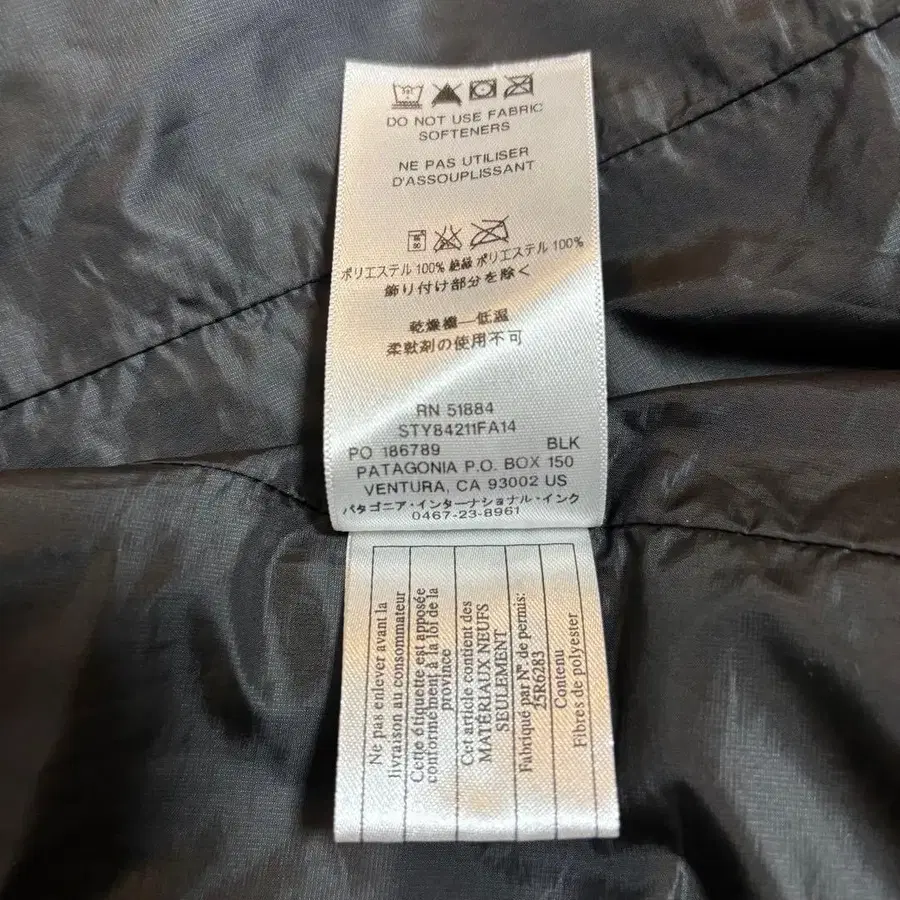 DO NOT USE FABRIC
SOFTENERS
NE PAS UTILISER
D'ASSOUPLISSANT
ポリエステル 100% 絶縁 ポリエステル 100%
飾り付け部分を除く
乾燥機—低温
柔軟剤の使用不可
RN 51884
STY84211FA14
PO 186789 BLK
PATAGONIA P.O. BOX 150
VENTURA, CA 93002 US
パタゴニア・インターナショナル・インク
0467-23-8961
Ne pas enlever avant la
livraison au consommateur
Cette étiquette est apposée
conformément à la loi de la
province
Cet article contient des
MATÉRIAUX NEUFS
SEULEMENT
Fabriqué par Nº. de permis:
25R6283
Contenu
Fibres de polyester